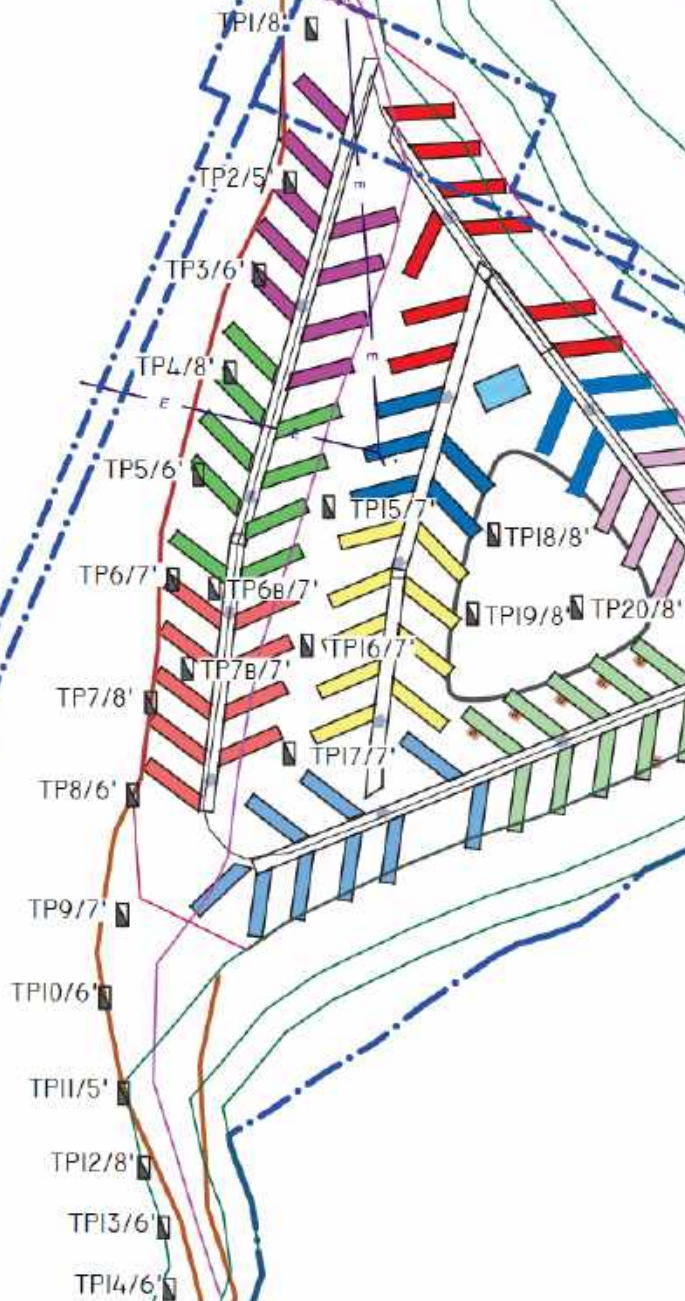 TP1/8'
TP2/5'
E
TP3/6'
E
TP4/8'
E
E
TP5/6'
TP15/7'
TP18/8'
TP6/7'
TP6B/7'
TP19/8'
TP20/8'
TP16/7'
TP7B/7'
TP7/8'
TP17/7'
TP8/6'
TP9/7'
TP10/6'
TP11/5'
TP12/8'
TP13/6'
TP14/6'